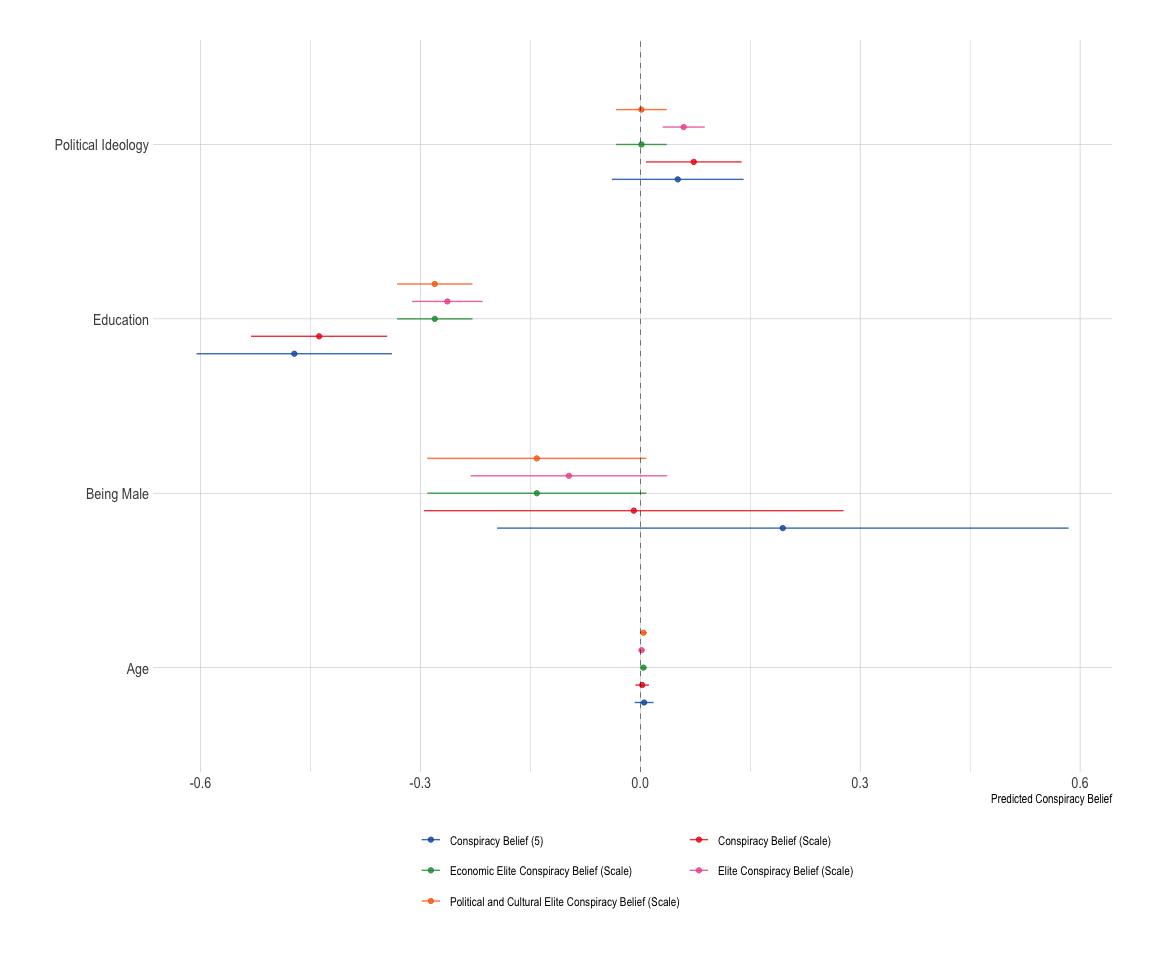 Political Ideology
Education
Being Male
Age
-0.6 -0.3 0.0 0.3 0.6
Predicted Conspiracy Belief
Conspiracy Belief (5) Conspiracy Belief (Scale)
Economic Elite Conspiracy Belief (Scale) Elite Conspiracy Belief (Scale)
Political and Cultural Elite Conspiracy Belief (Scale)